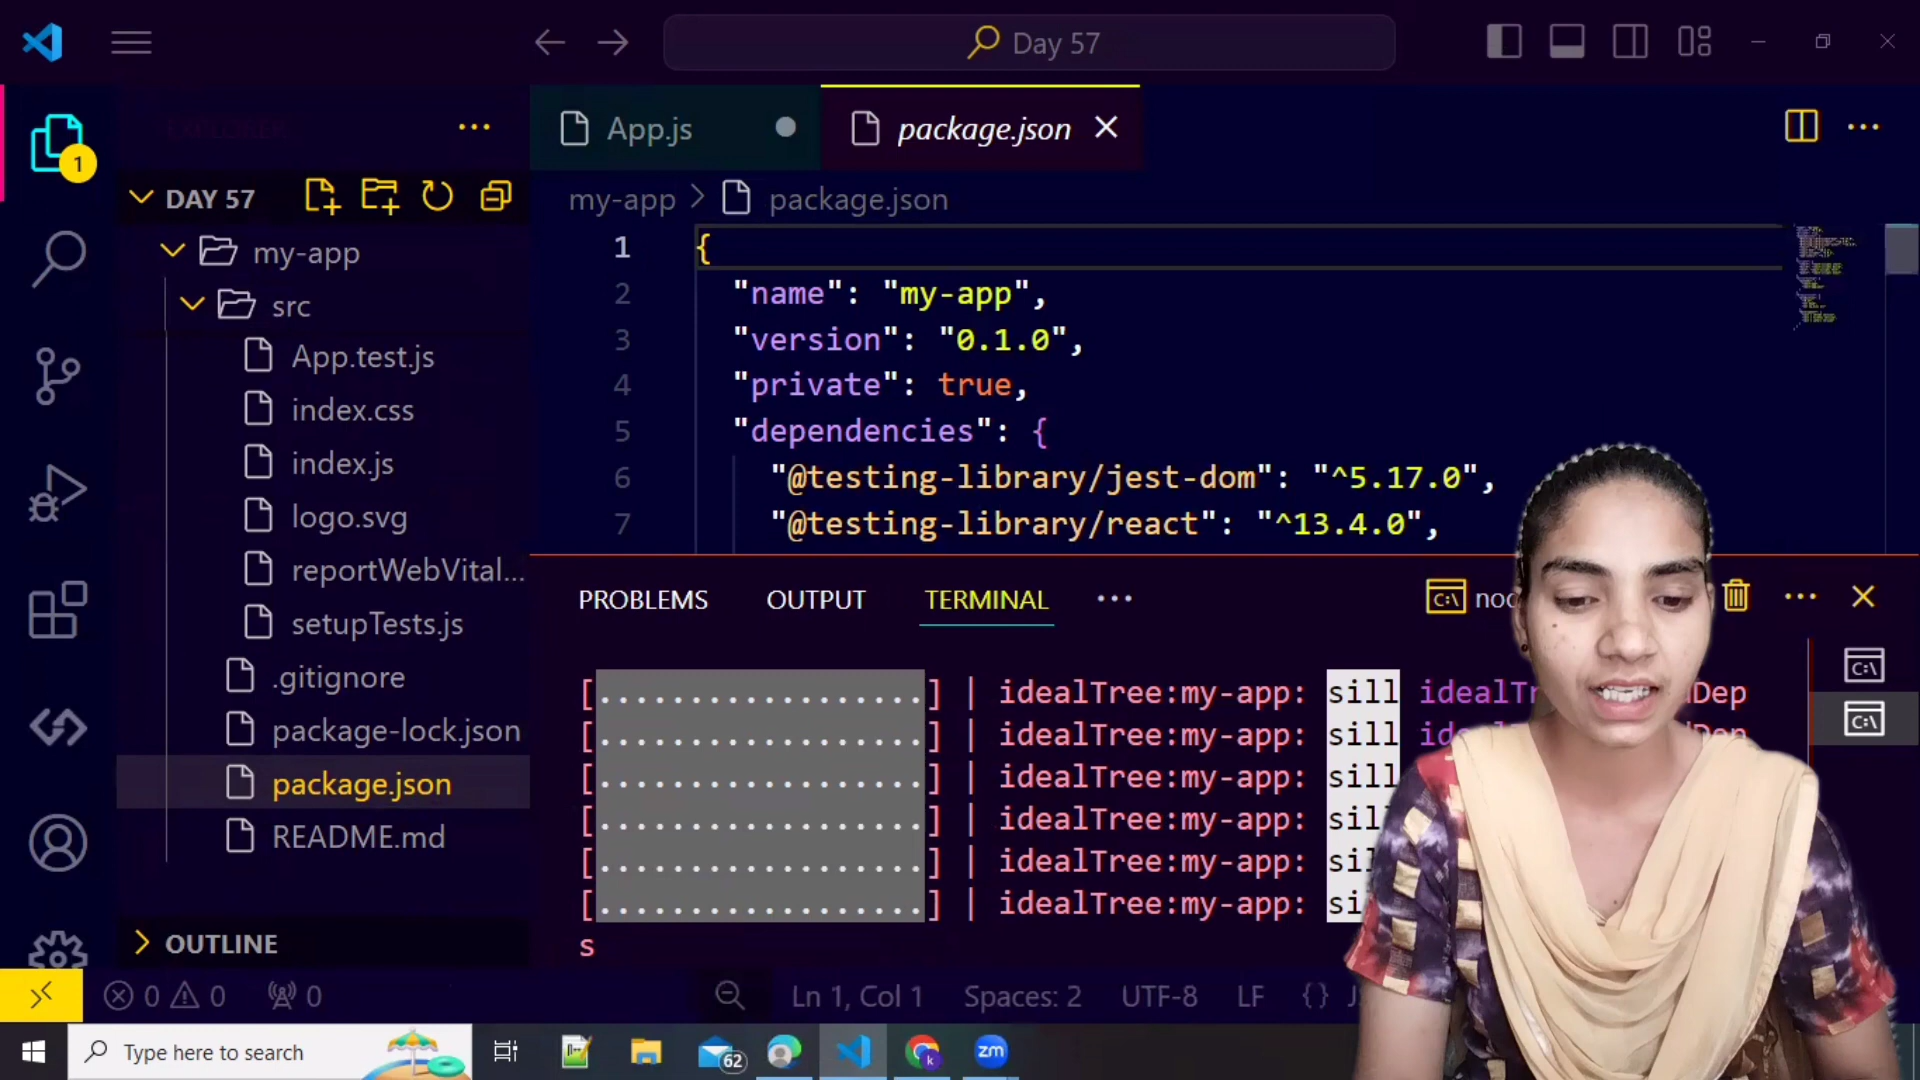 Day 57
App.js
package.json
1
DAY 57
my-app > package.json
my-app
src
App.test.js
index.css
index.js
logo.svg
reportWebVital...
setupTests.js
.gitignore
package-lock.json
package.json
README.md
OUTLINE
1 {
2 "name": "my-app",
3 "version": "0.1.0",
4 "private": true,
5 "dependencies": {
6 "@testing-library/jest-dom": "^5.17.0",
7 "@testing-library/react": "^13.4.0",
PROBLEMS OUTPUT TERMINAL ...
[..................] | idealTree:my-app: sill idealTr Dep
[..................] | idealTree:my-app: sill
[..................] | idealTree:my-app: sill
[..................] | idealTree:my-app:
[..................] | idealTree:my-app:
[..................] | idealTree:my-app:
s
0 0 0
Ln 1, Col 1 Spaces: 2 UTF-8 LF {}
Type here to search
62
zm